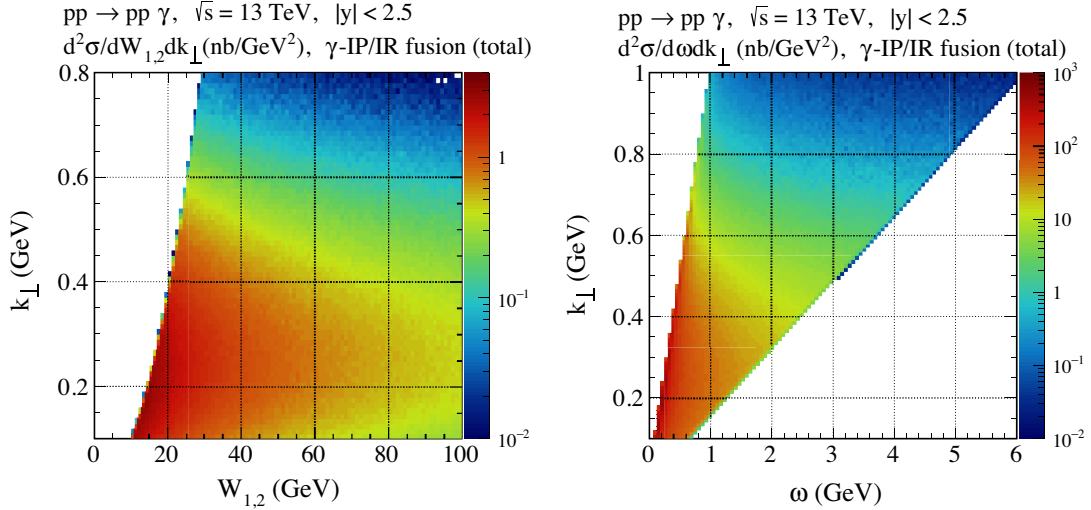 pp → pp γ, √s = 13 TeV, |y| < 2.5
d²σ/dW₁,₂dk⊥ (nb/GeV²), γ-IP/IR fusion (total)
0.8
0.6
0.4
0.2
k⊥ (GeV)
0 20 40 60 80 100
W₁,₂ (GeV)
1
10⁻¹
10⁻²
pp → pp γ, √s = 13 TeV, |y| < 2.5
d²σ/dωdk⊥ (nb/GeV²), γ-IP/IR fusion (total)
1
0.8
0.6
0.4
0.2
k⊥ (GeV)
0 1 2 3 4 5 6
ω (GeV)
10³
10²
10
1
10⁻¹
10⁻²